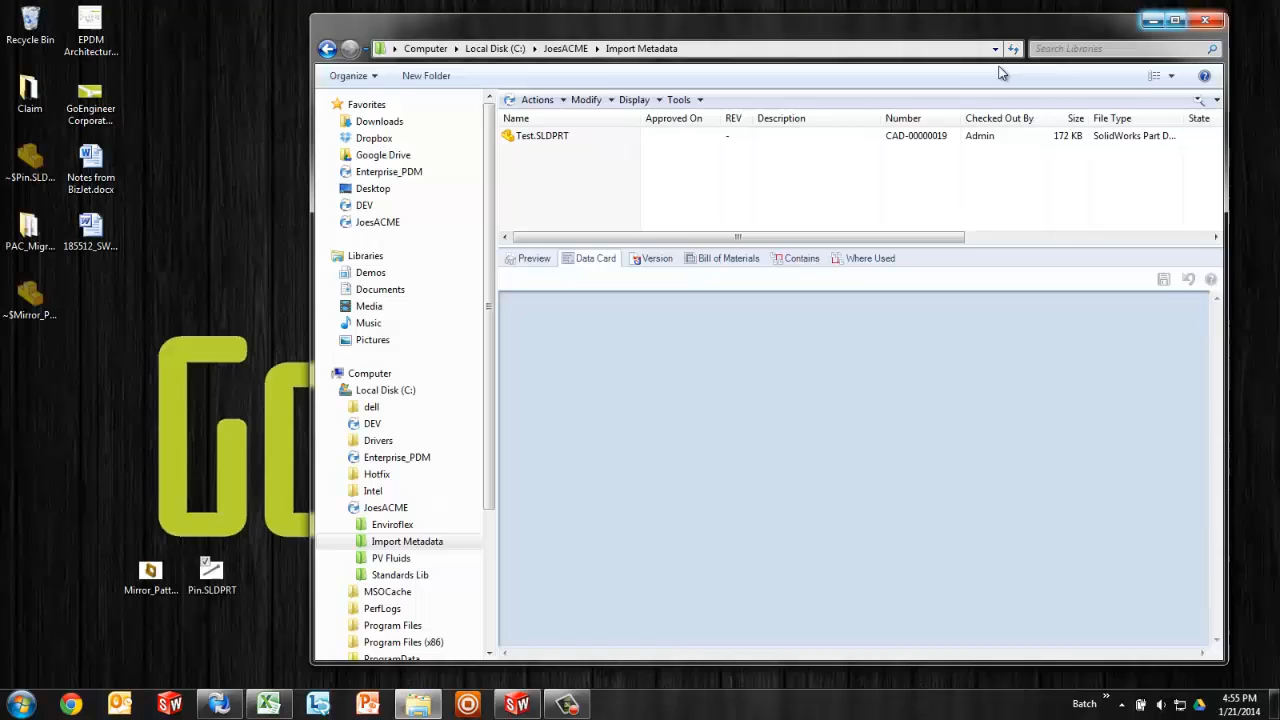 Recycle Bin
EPDM
Architectur...
Claim
GoEngineer
Corporat...
~$Pin.SLD...
Notes from
BizJet.docx
PAC_Migr...
185512_SW...
~$Mirror_P...
Mirror_Patt...
Pin.SLDPRT
Computer
Local Disk (C:)
JoesACME
Import Metadata
Search Libraries
Organize
New Folder
Actions
Modify
Display
Tools
Name
Approved On
REV
Description
Number
Checked Out By
Size
File Type
State
Test.SLDPRT
-
CAD-00000019
Admin
172 KB
SolidWorks Part D...
Preview
Data Card
Version
Bill of Materials
Contains
Where Used
Favorites
Downloads
Dropbox
Google Drive
Enterprise_PDM
Desktop
DEV
JoesACME
Libraries
Demos
Documents
Media
Music
Pictures
Computer
Local Disk (C:)
dell
DEV
Drivers
Enterprise_PDM
Hotfix
Intel
JoesACME
Enviroflex
Import Metadata
PV Fluids
Standards Lib
MSOCache
PerfLogs
Program Files
Program Files (x86)
ProgramData
Batch
4:55 PM
1/21/2014